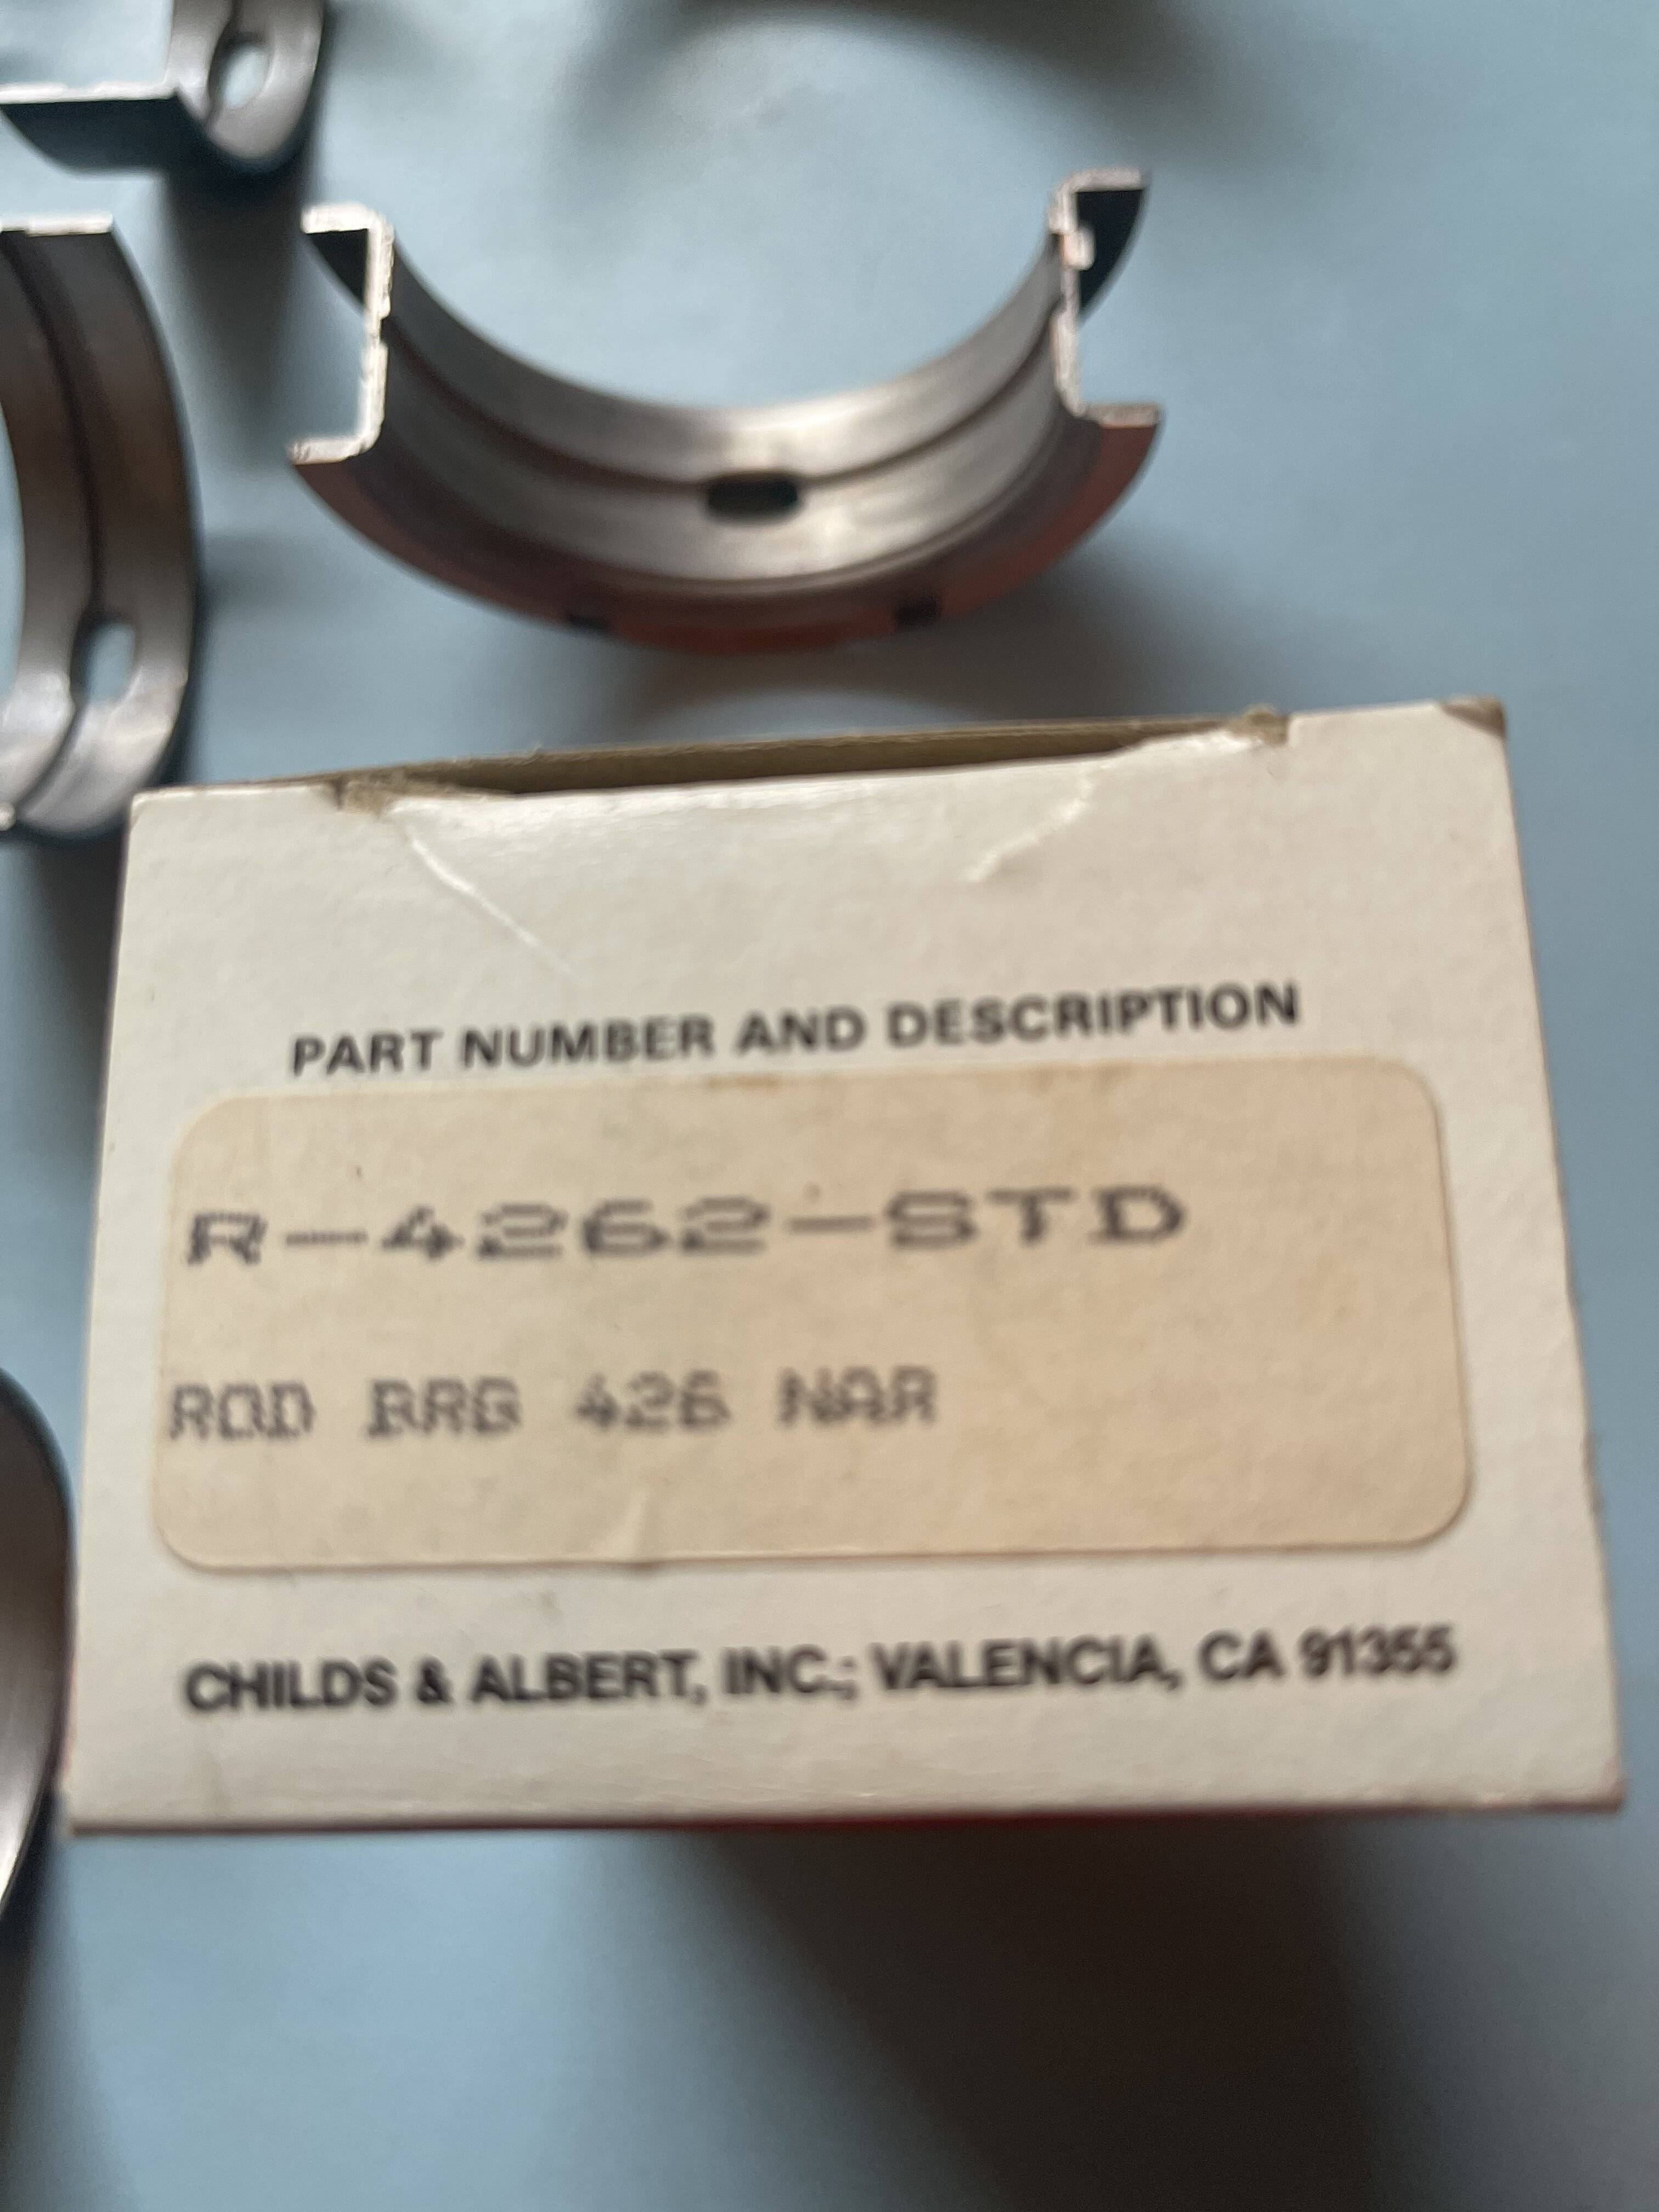 PART NUMBER AND DESCRIPTION
R-4262-STD
ROD BRG 426 NAR
CHILDS & ALBERT, INC.; VALENCIA, CA 91355